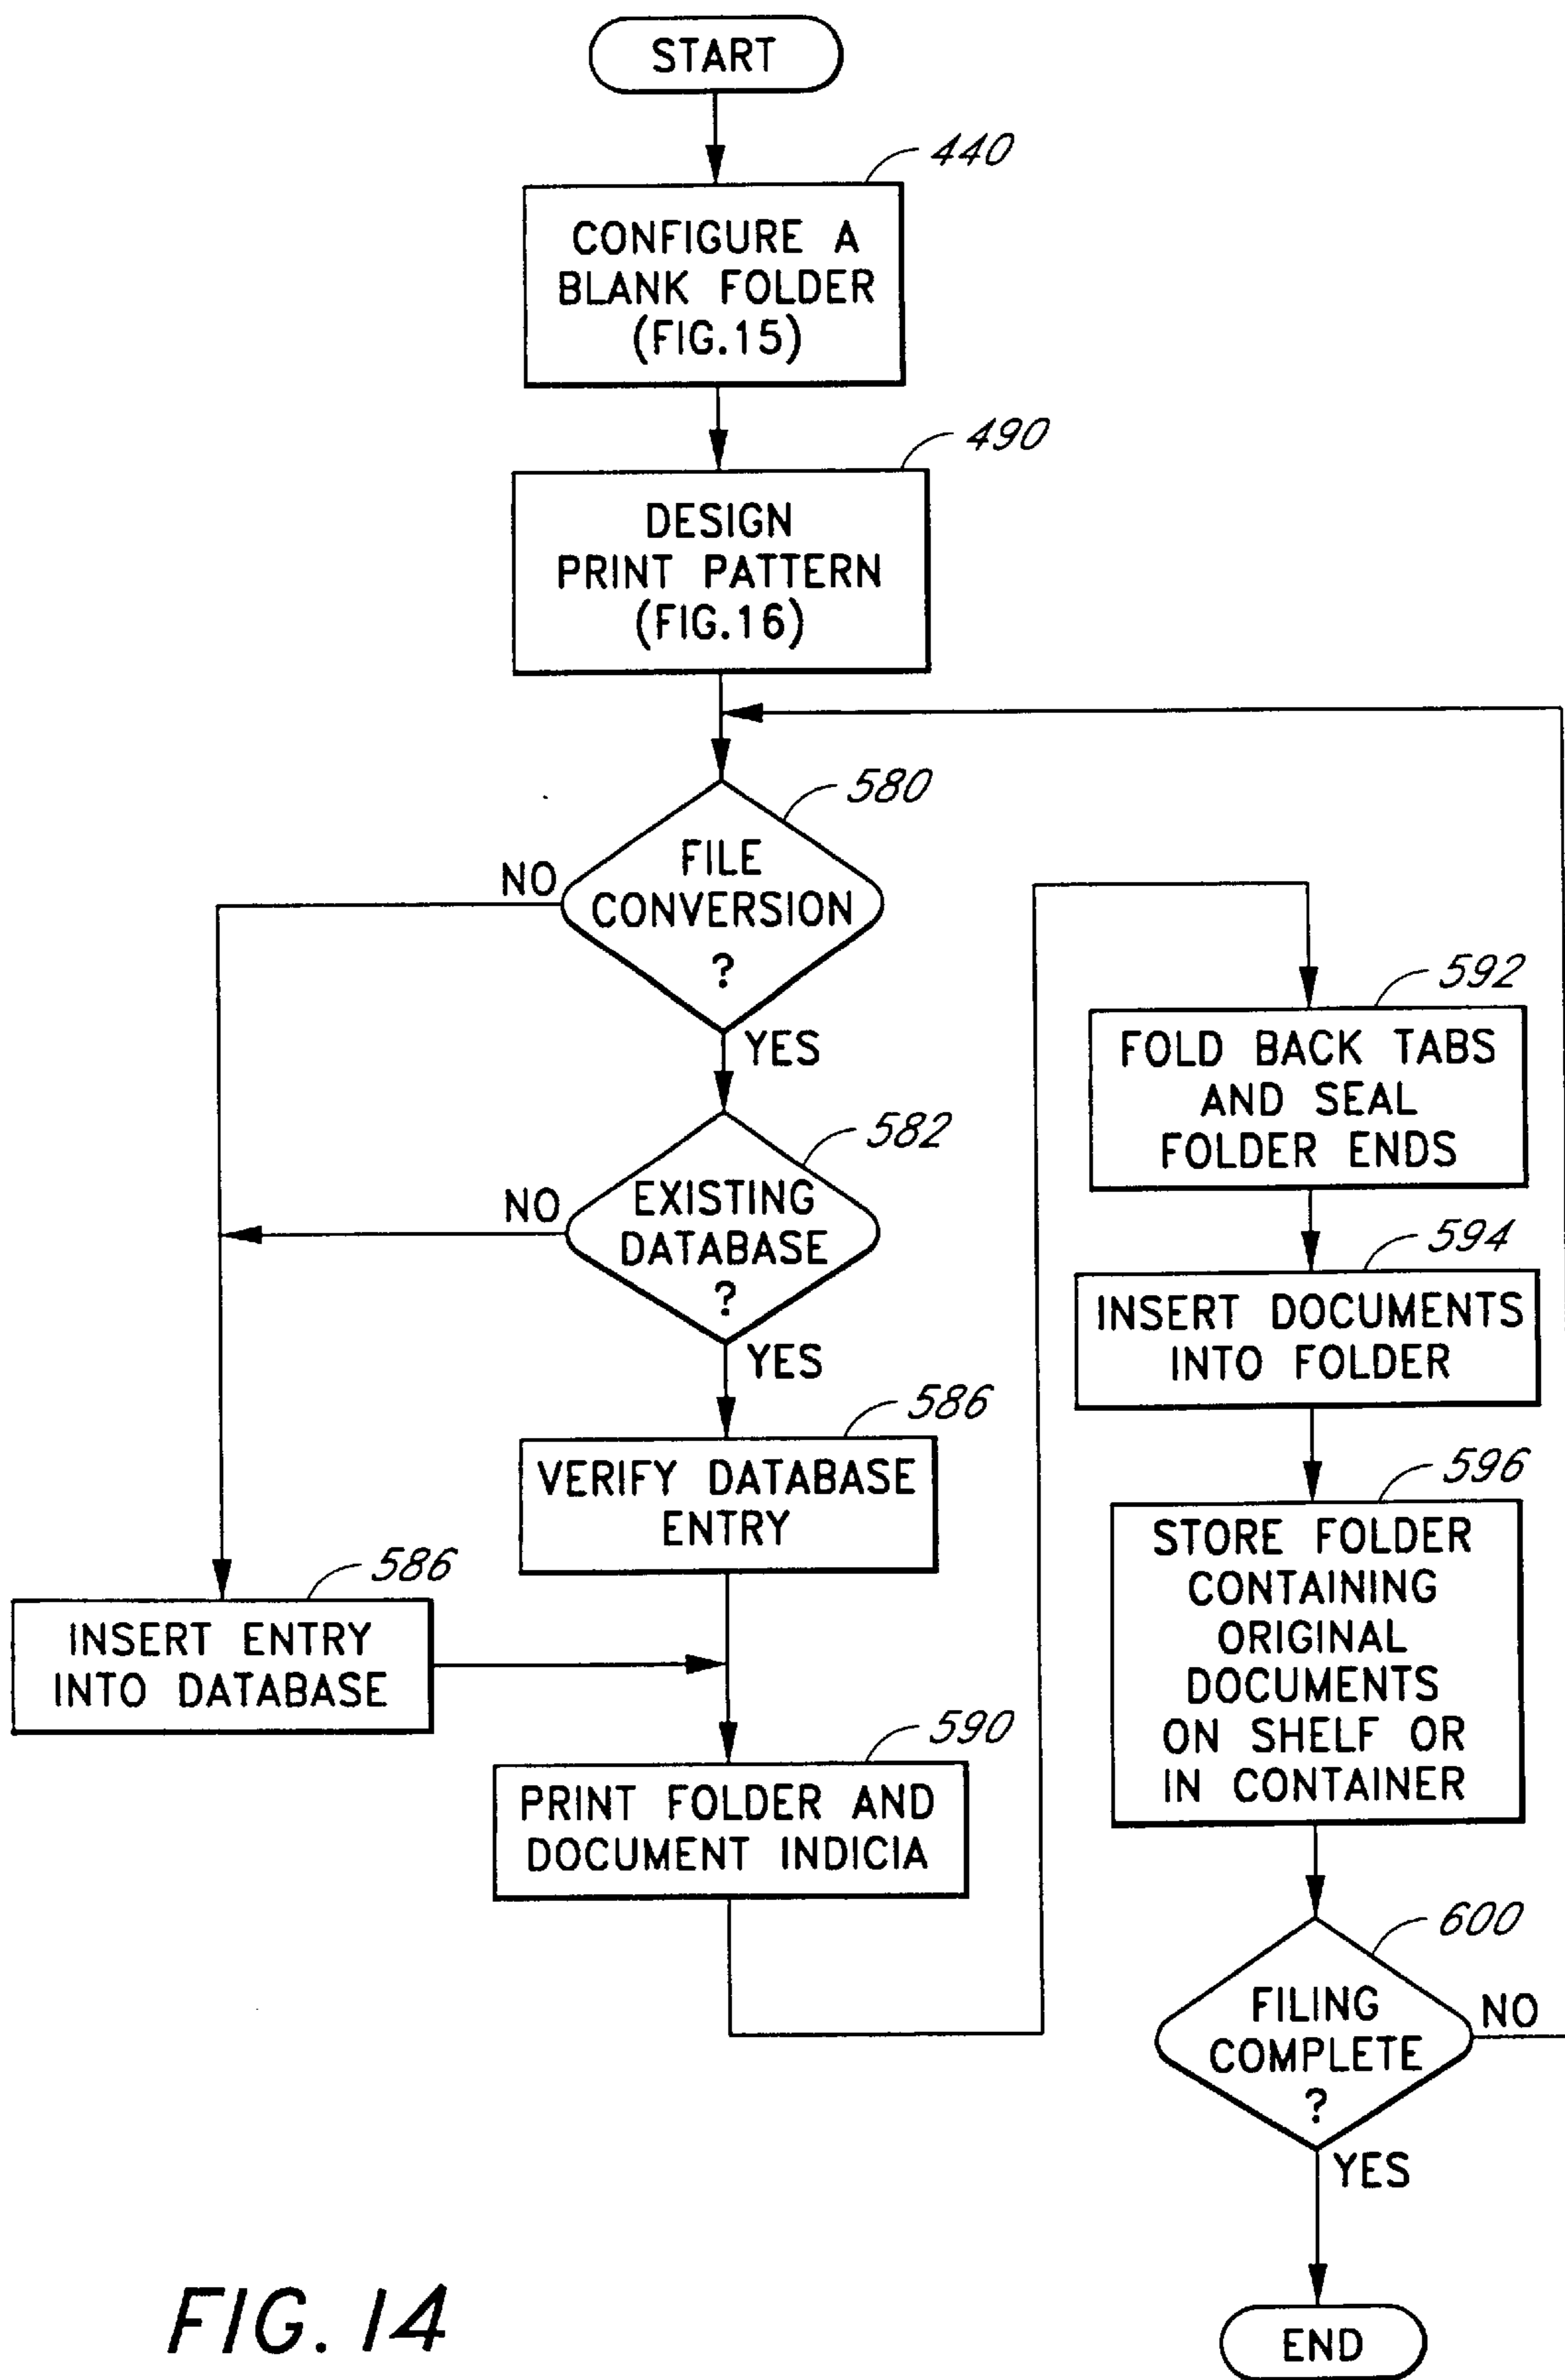 START
440
CONFIGURE A
BLANK FOLDER
(FIG.15)
490
DESIGN
PRINT PATTERN
(FIG.16)
580
FILE
CONVERSION
?
NO
YES
582
EXISTING
DATABASE
?
NO
YES
586
VERIFY DATABASE
ENTRY
586
INSERT ENTRY
INTO DATABASE
590
PRINT FOLDER AND
DOCUMENT INDICIA
592
FOLD BACK TABS
AND SEAL
FOLDER ENDS
594
INSERT DOCUMENTS
INTO FOLDER
596
STORE FOLDER
CONTAINING
ORIGINAL
DOCUMENTS
ON SHELF OR
IN CONTAINER
600
FILING
COMPLETE
?
NO
YES
END
FIG. 14